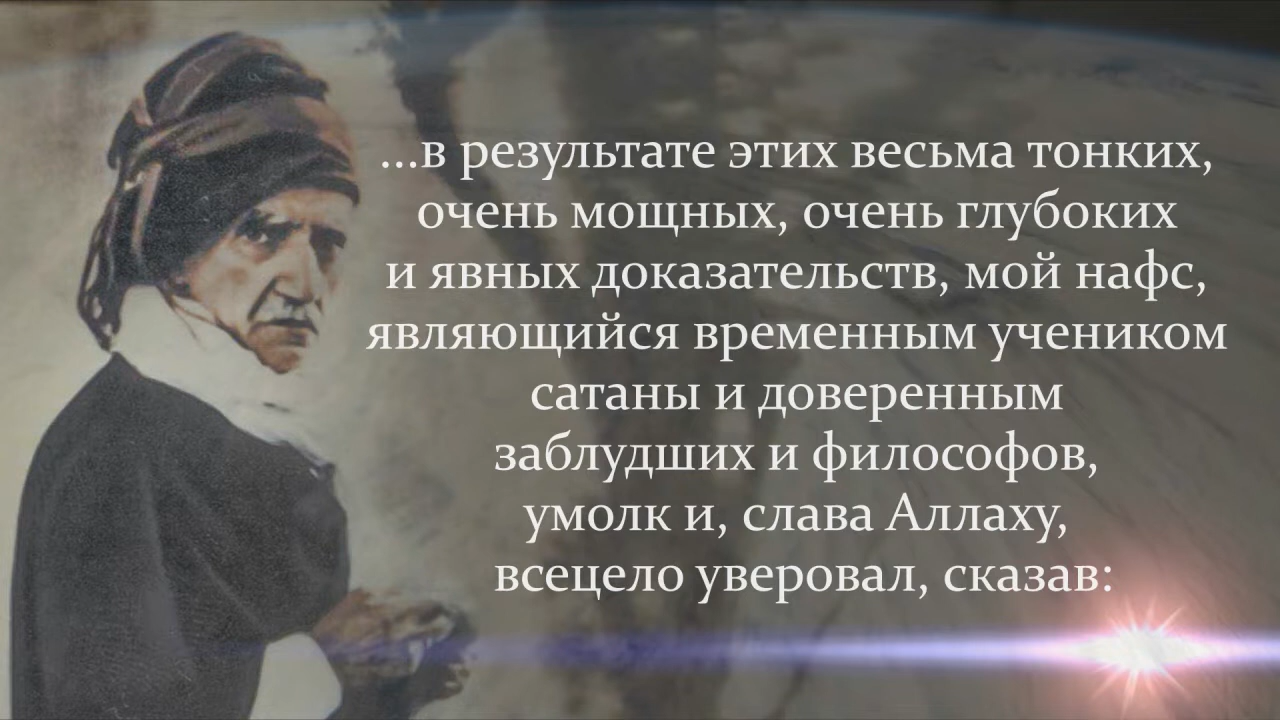 ...в результате этих весьма тонких,
очень мощных, очень глубоких
и явных доказательств, мой нафс,
являющийся временным учеником
сатаны и доверенным
заблудших и философов,
умолк и, слава Аллаху,
всецело уверовал, сказав: